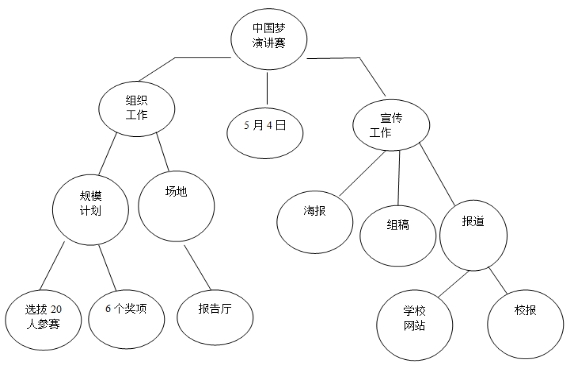 中国梦
演讲赛
组织
工作
5月4日
宣传
工作
规模
计划
场地
海报
组稿
报道
选拔20
人参赛
6个奖项
报告厅
学校
网站
校报